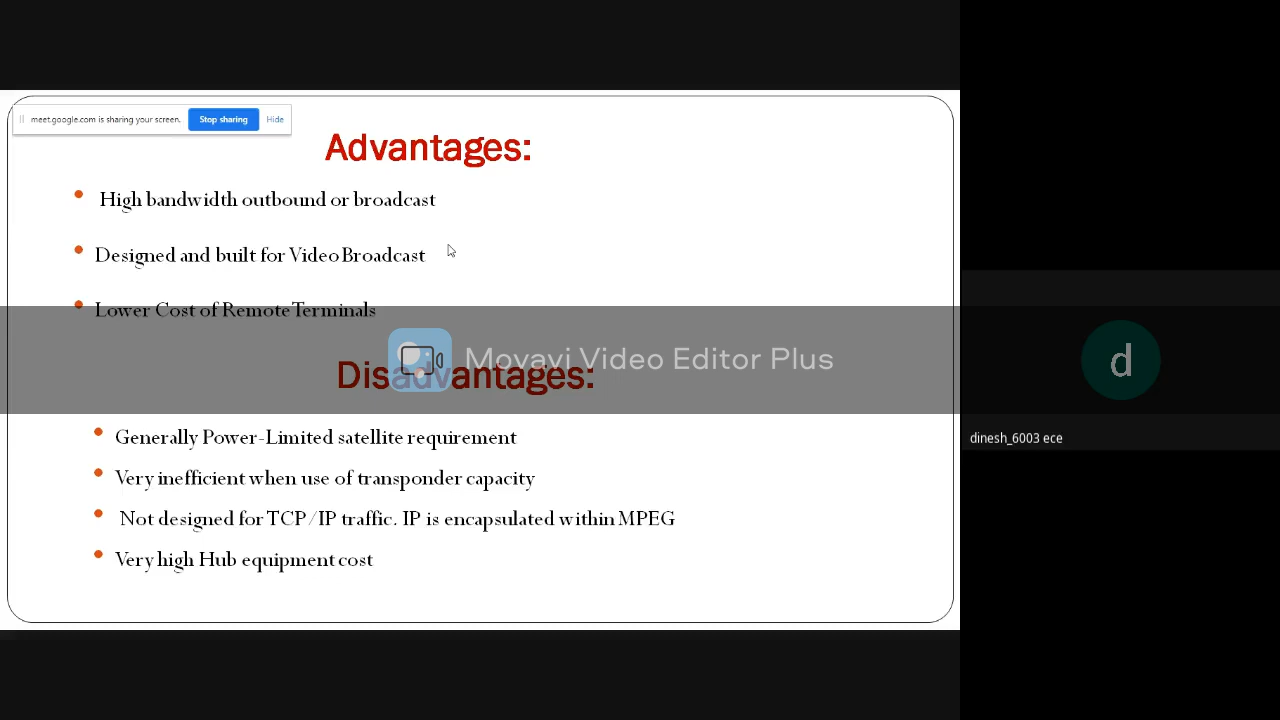 meet.google.com is sharing your screen. Stop sharing Hide
Advantages:
High bandwidth outbound or broadcast
Designed and built for Video Broadcast
Lower Cost of Remote Terminals
Movavi Video Editor Plus
Disadvantages:
d
Generally Power-Limited satellite requirement
dinesh_6003 ece
Very inefficient when use of transponder capacity
Not designed for TCP/IP traffic. IP is encapsulated within MPEG
Very high Hub equipment cost